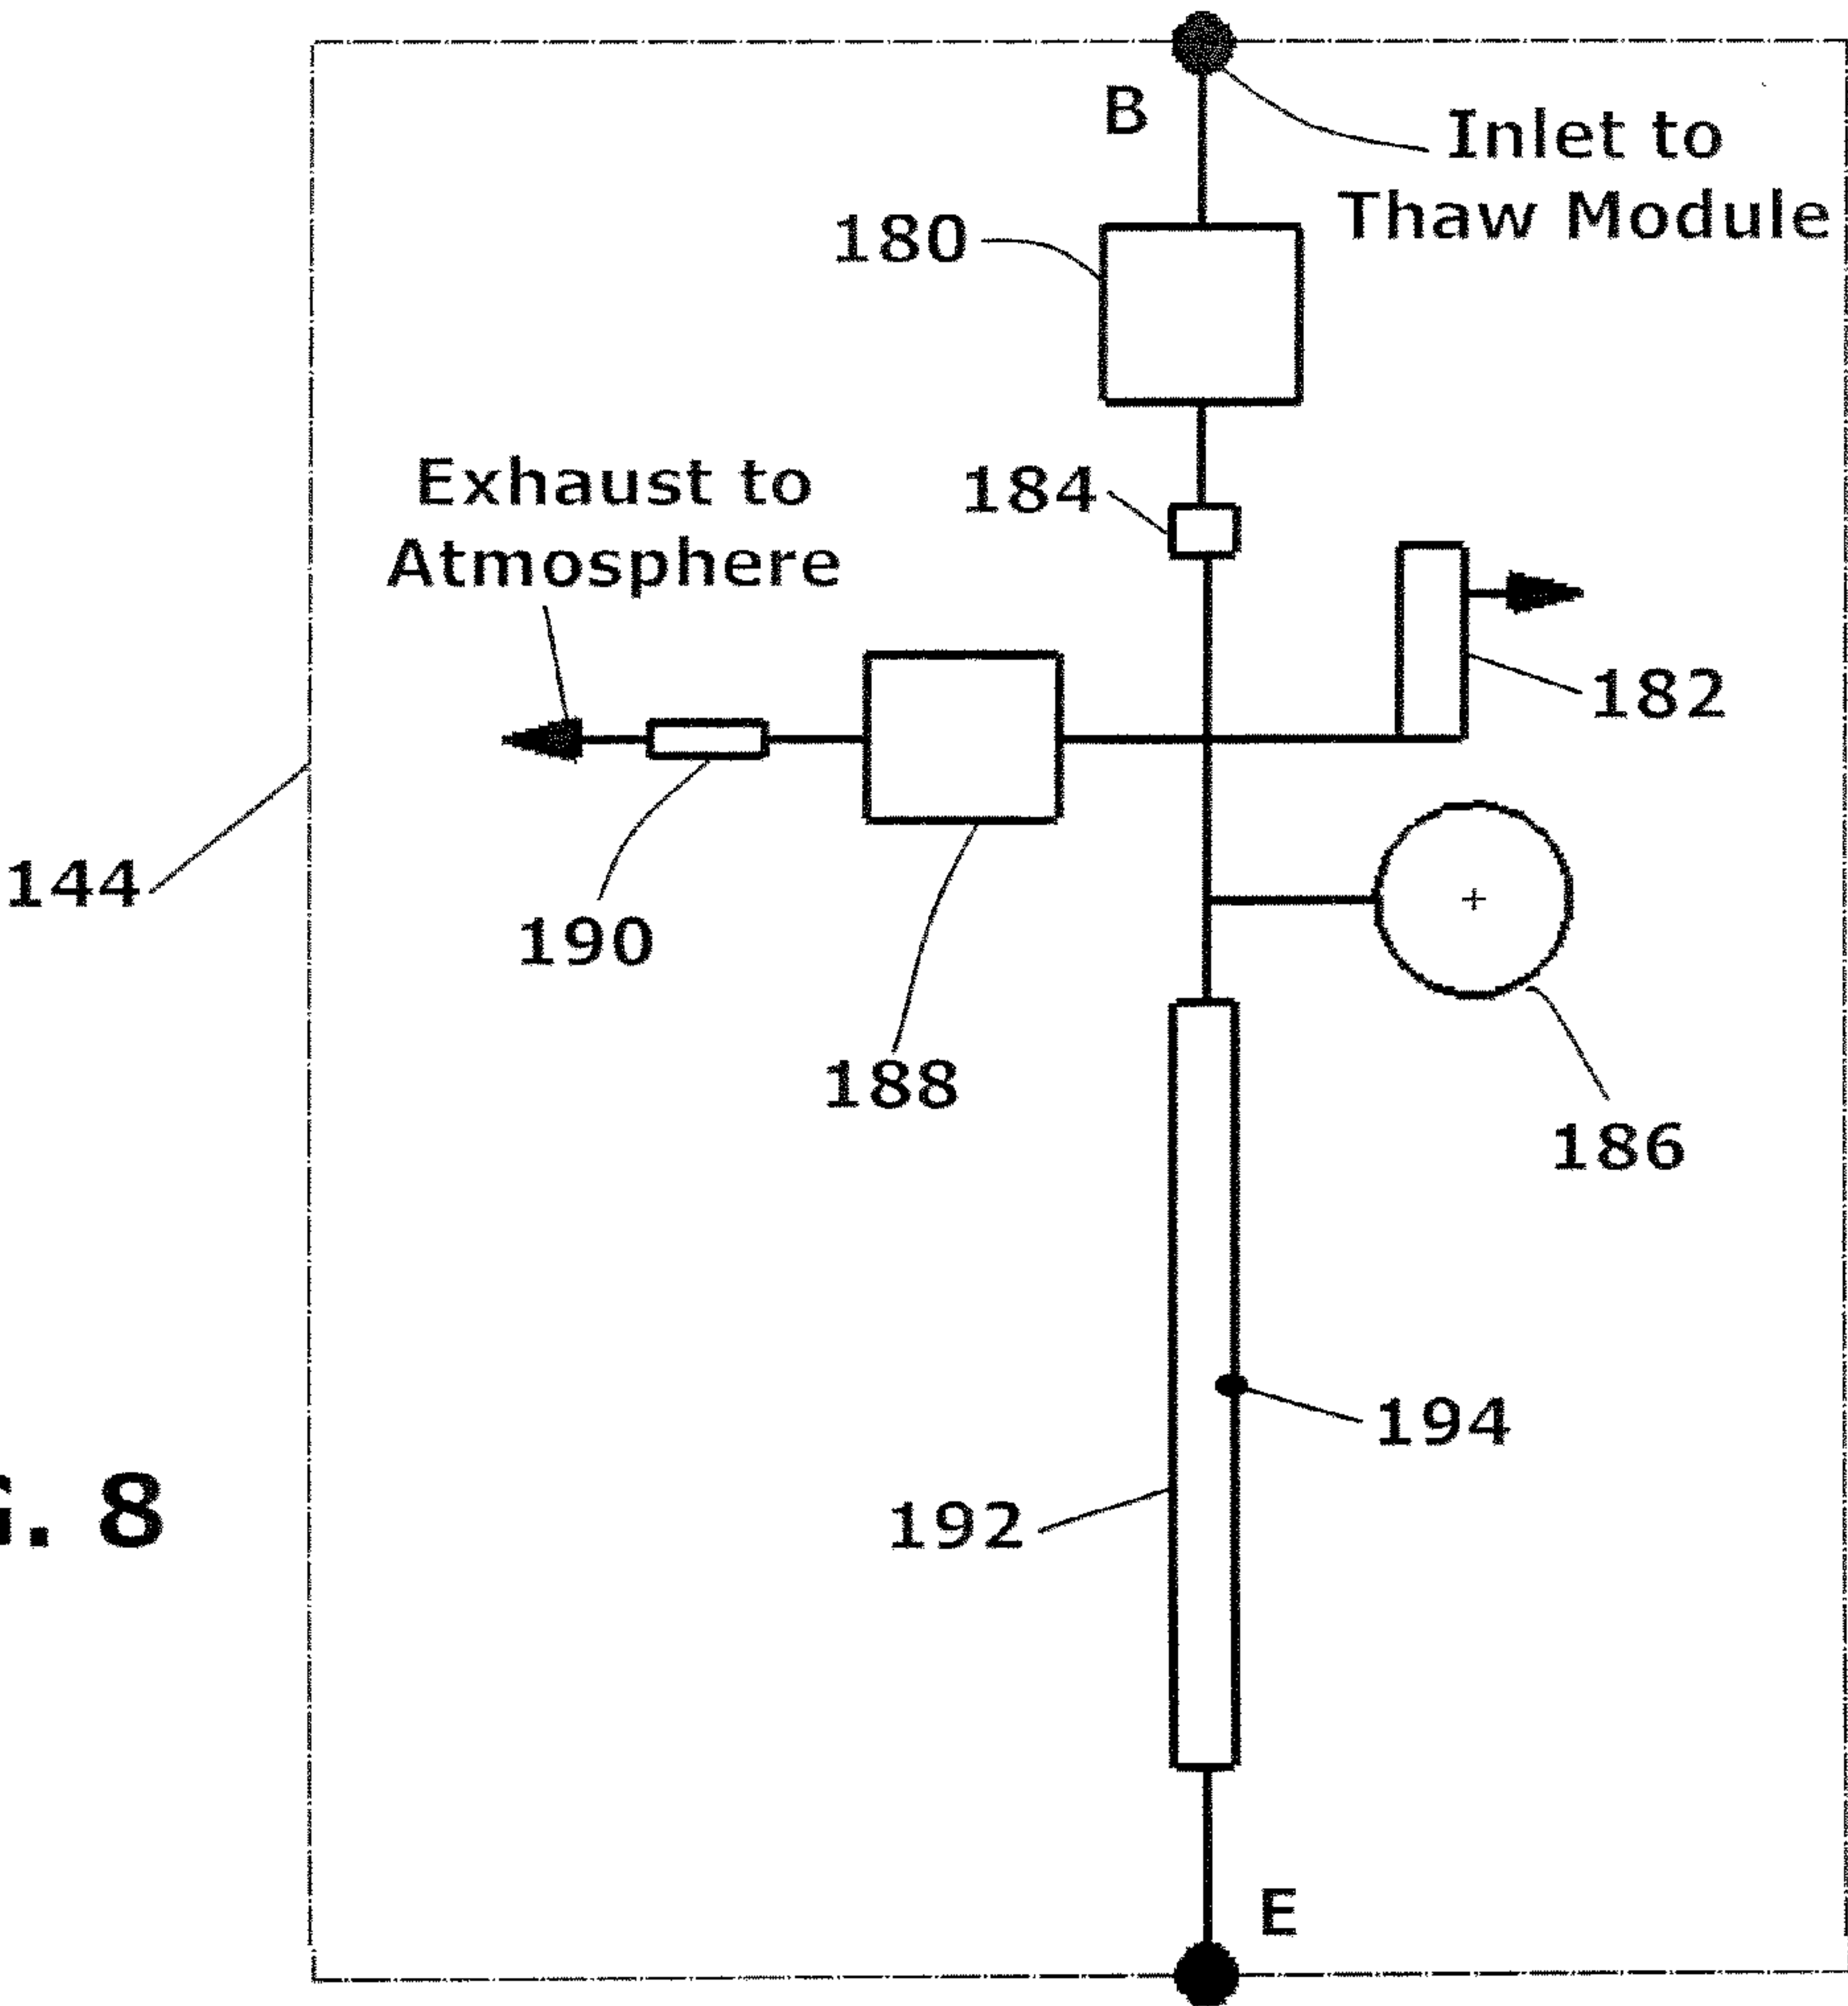 B
Inlet to
Thaw Module
180
Exhaust to
Atmosphere
184
182
144
190
188
186
194
192
8
E